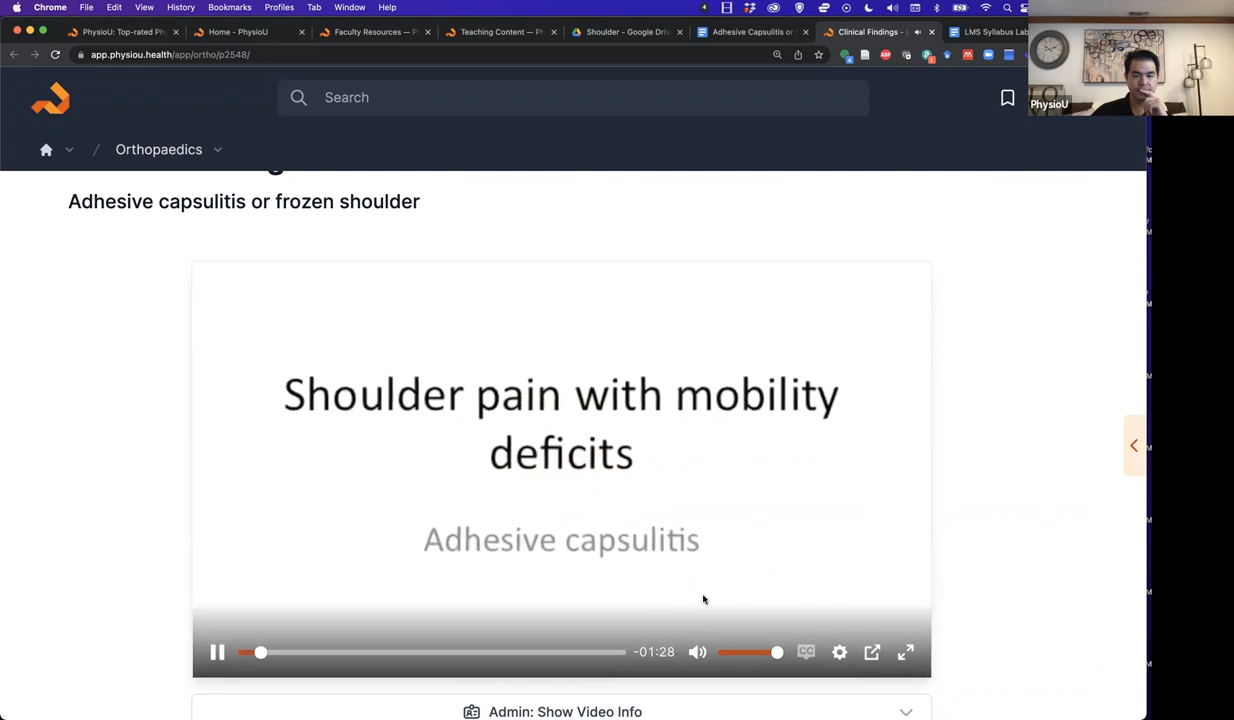 Chrome File Edit View History Bookmarks Profiles Tab Window Help
PhysioU: Top-rated Ph Home - PhysioU Faculty Resources — P Teaching Content — Ph Shoulder - Google Driv Adhesive Capsulitis or Clinical Findings - LMS Syllabus Lab
app.physiou.health/app/ortho/p2548/
PhysioU
Search
/ Orthopaedics
Adhesive capsulitis or frozen shoulder
Shoulder pain with mobility
deficits
Adhesive capsulitis
-01:28
CC
Admin: Show Video Info